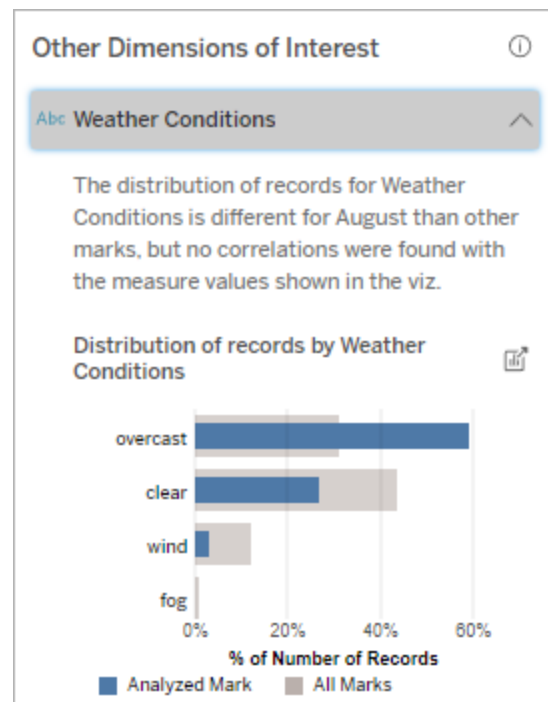 Other Dimensions of Interest
Abc Weather Conditions
The distribution of records for Weather
Conditions is different for August than other
marks, but no correlations were found with
the measure values shown in the viz.
Distribution of records by Weather
Conditions
overcast
clear
wind
fog
0% 20% 40% 60%
% of Number of Records
Analyzed Mark All Marks